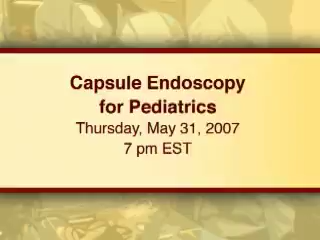 Capsule Endoscopy
for Pediatrics
Thursday, May 31, 2007
7 pm EST